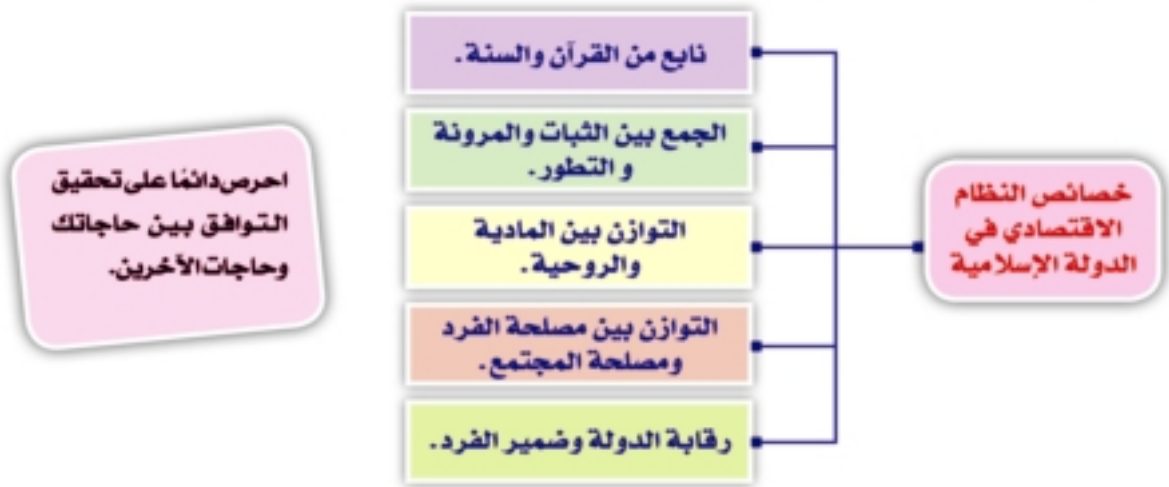 خصائص النظام
الاقتصادي في
الدولة الإسلامية
نابع من القرآن والسنة.
الجمع بين الثبات والمرونة
و التطور.
التوازن بين المادية
والروحية.
التوازن بين مصلحة الفرد
ومصلحة المجتمع.
رقابة الدولة وضمير الفرد.
احرص دائمًا على تحقيق
التوافق بين حاجاتك
وحاجات الآخرين.